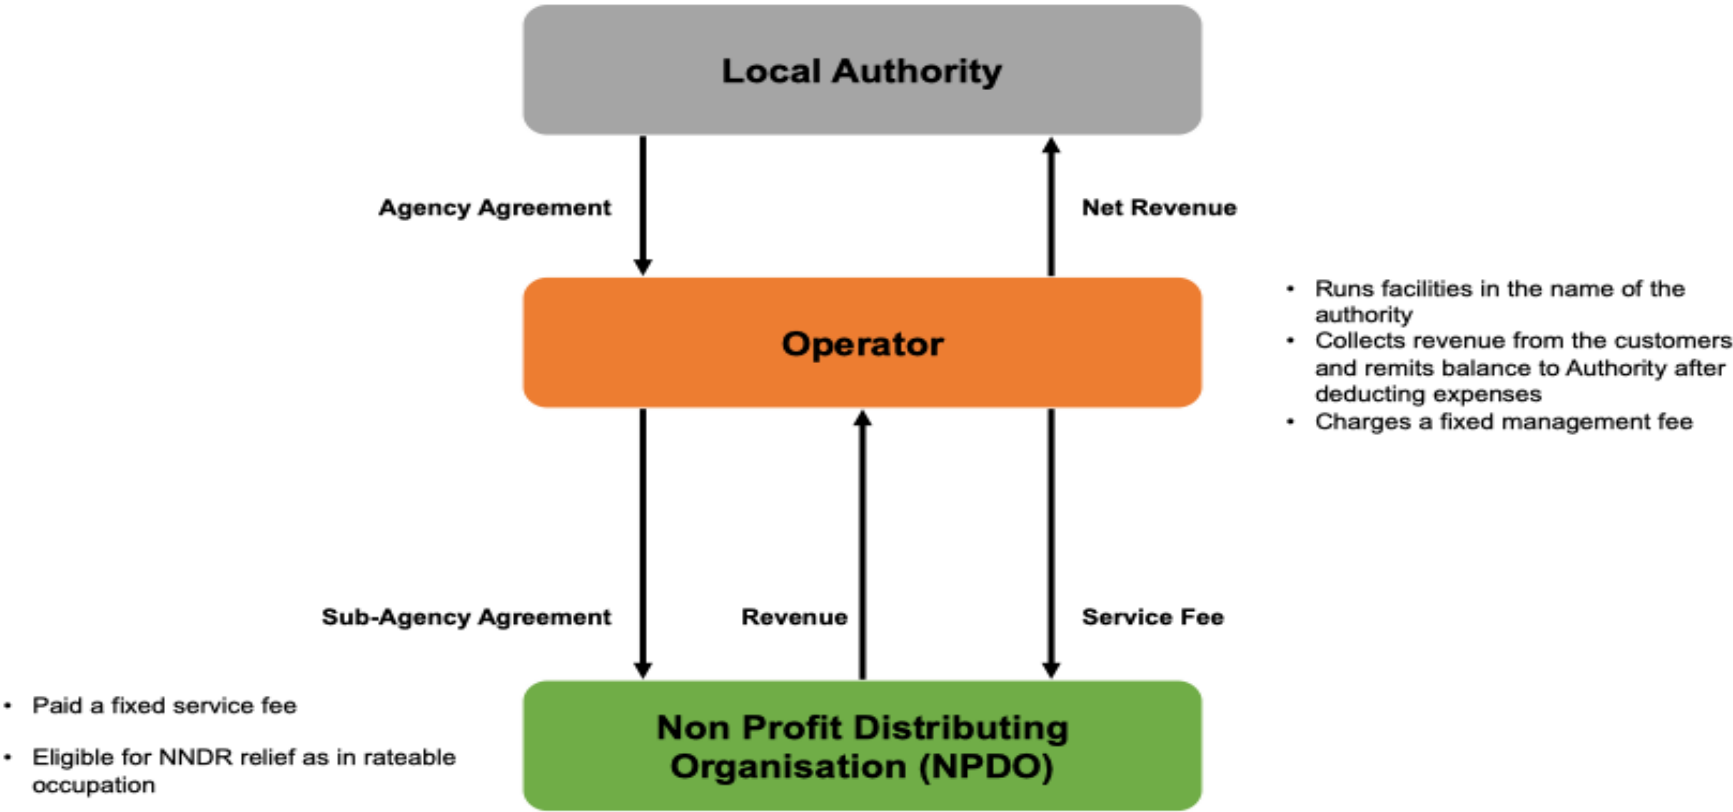 Local Authority
Agency Agreement
Net Revenue
Operator
• Runs facilities in the name of the
authority
• Collects revenue from the customers
and remits balance to Authority after
deducting expenses
• Charges a fixed management fee
Sub-Agency Agreement
Revenue
Service Fee
• Paid a fixed service fee
• Eligible for NNDR relief as in rateable
occupation
Non Profit Distributing
Organisation (NPDO)